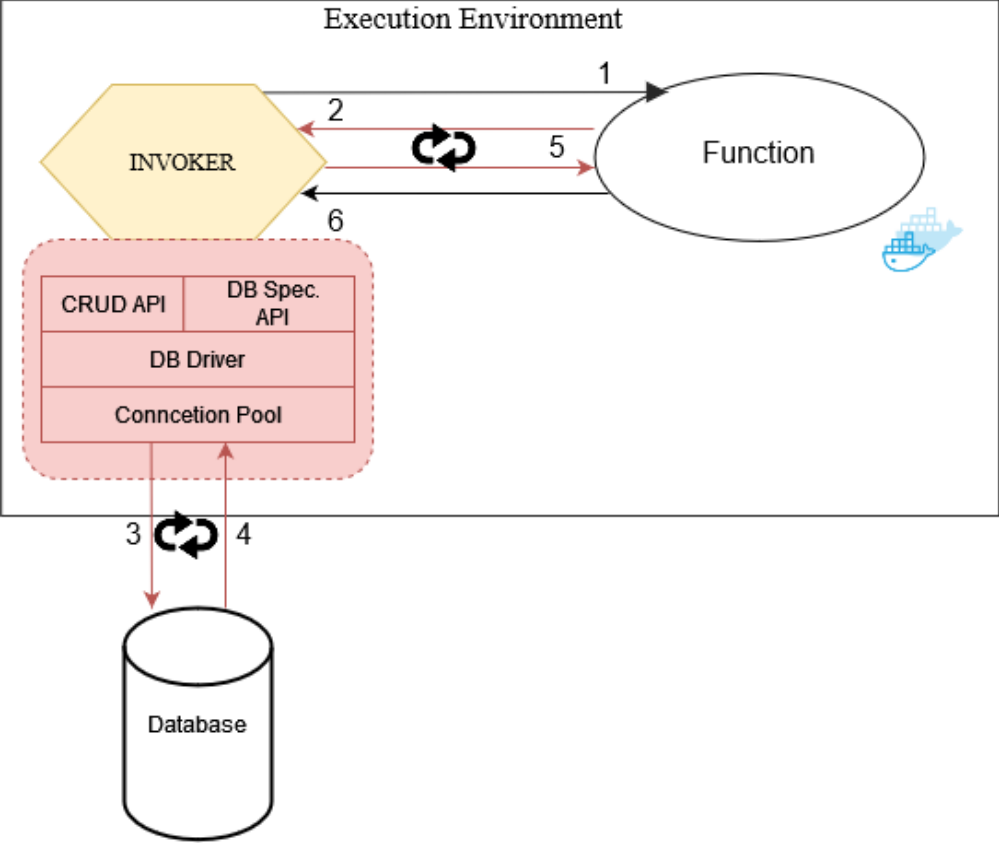 Execution Environment
1
2
5
INVOKER
Function
6
CRUD API
DB Spec.
API
DB Driver
Conncetion Pool
3
4
Database